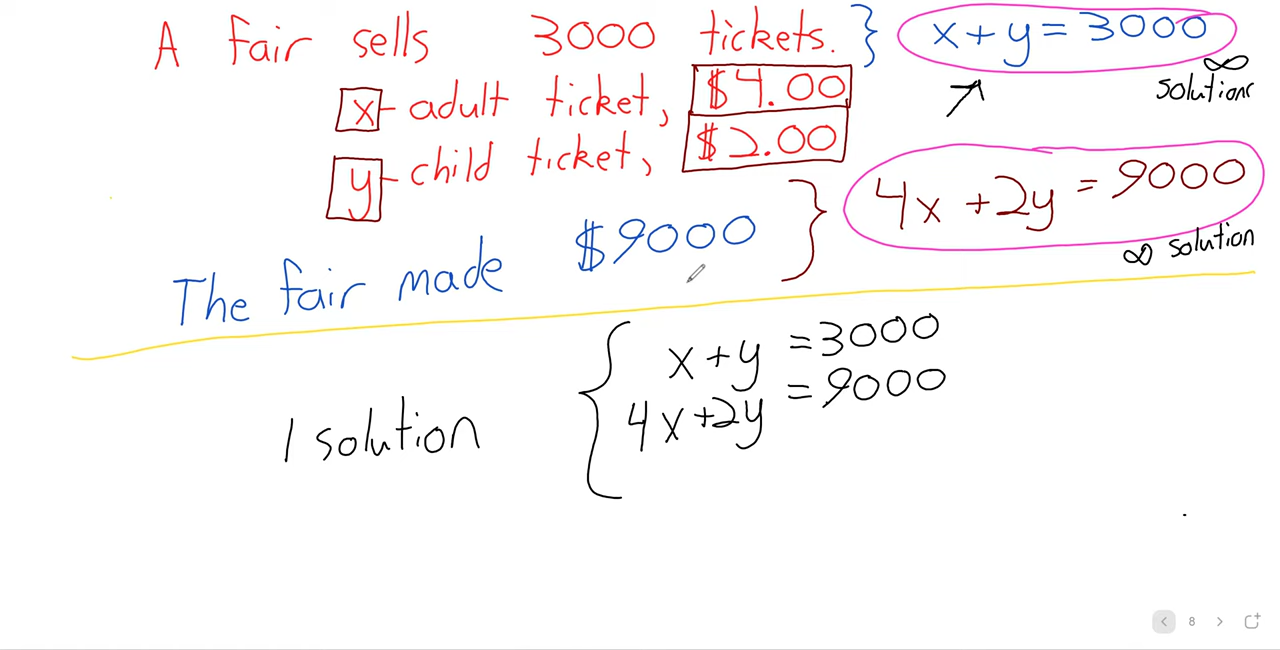 A fair sells 3000 tickets. } x + y = 3000
∞ solutions
x - adult ticket, $4.00
y - child ticket, $2.00
The fair made $9000 } 4x + 2y = 9000
∞ solution
1 solution { x + y = 3000
4x + 2y = 9000
8